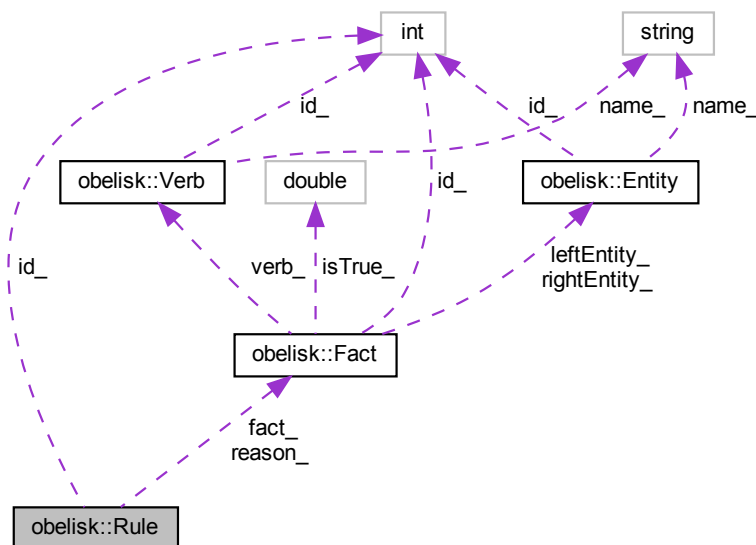 int
string
id_
id_
name_
name_
obelisk::Verb
double
obelisk::Entity
id_
id_
verb_
isTrue_
leftEntity_
rightEntity_
obelisk::Fact
fact_
reason_
obelisk::Rule